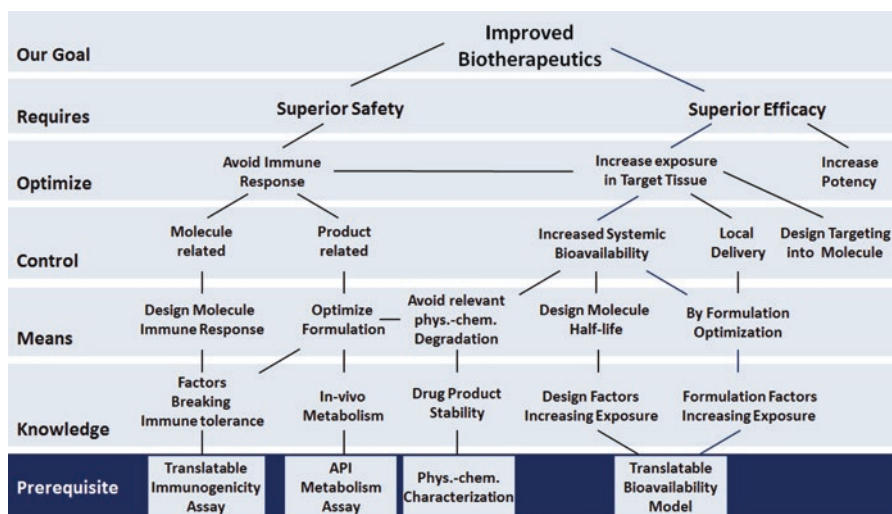 Our Goal
Improved
Biotherapeutics
Requires
Superior Safety
Superior Efficacy
Optimize
Avoid Immune
Response
Increase exposure
in Target Tissue
Increase
Potency
Control
Molecule
related
Product
related
Increased Systemic
Bioavailability
Local
Delivery
Design Targeting
into Molecule
Means
Design Molecule
Immune Response
Optimize
Formulation
Avoid relevant
phys.-chem.
Degradation
Design Molecule
Half-life
By Formulation
Optimization
Knowledge
Factors
Breaking
Immune tolerance
In-vivo
Metabolism
Drug Product
Stability
Design Factors
Increasing Exposure
Formulation Factors
Increasing Exposure
Prerequisite
Translatable
Immunogenicity
Assay
API
Metabolism
Assay
Phys.-chem.
Characterization
Translatable
Bioavailability
Model